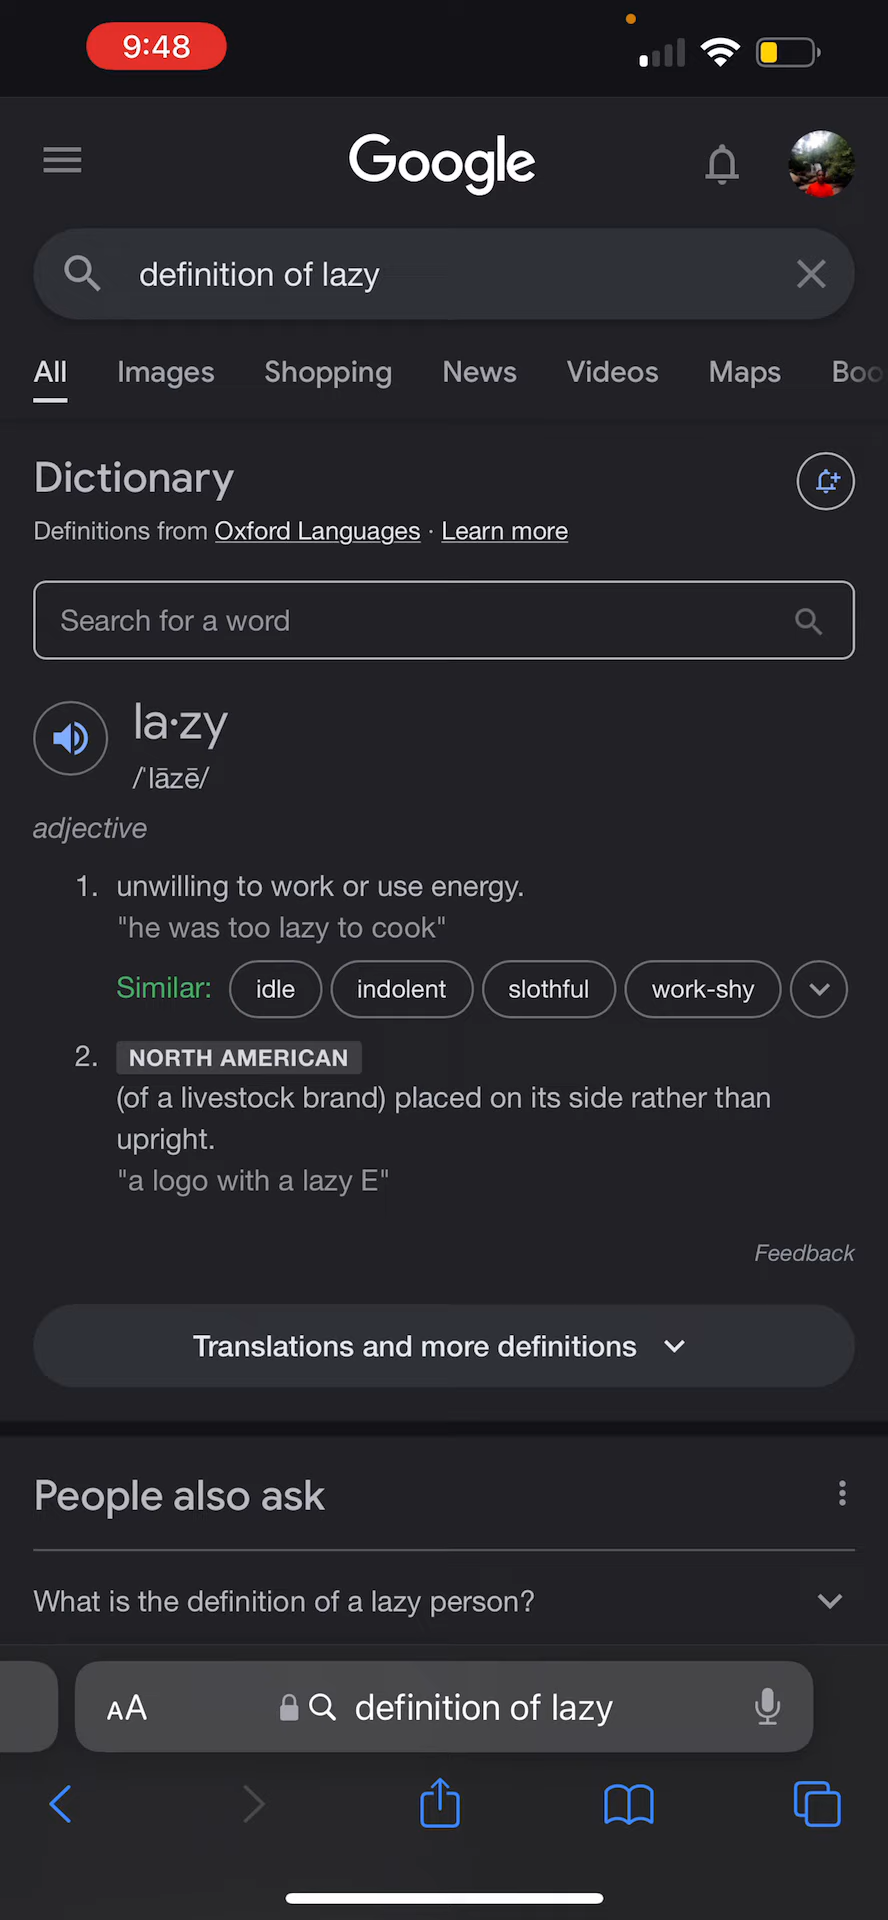 9:48
Google
definition of lazy
All Images Shopping News Videos Maps Boo
Dictionary
Definitions from Oxford Languages · Learn more
Search for a word
la·zy
/ˈlāzē/
adjective
1. unwilling to work or use energy.
"he was too lazy to cook"
Similar: idle indolent slothful work-shy
2. NORTH AMERICAN
(of a livestock brand) placed on its side rather than
upright.
"a logo with a lazy E"
Feedback
Translations and more definitions
People also ask
What is the definition of a lazy person?
AA definition of lazy